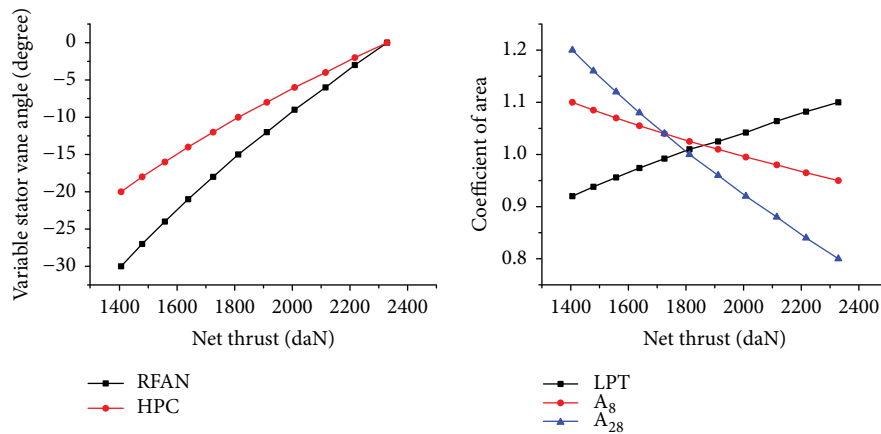 Variable stator vane angle (degree)
0
−5
−10
−15
−20
−25
−30
1400 1600 1800 2000 2200 2400
Net thrust (daN)
RFAN
HPC
Coefficient of area
1.2
1.1
1.0
0.9
0.8
1400 1600 1800 2000 2200 2400
Net thrust (daN)
LPT
A8
A28